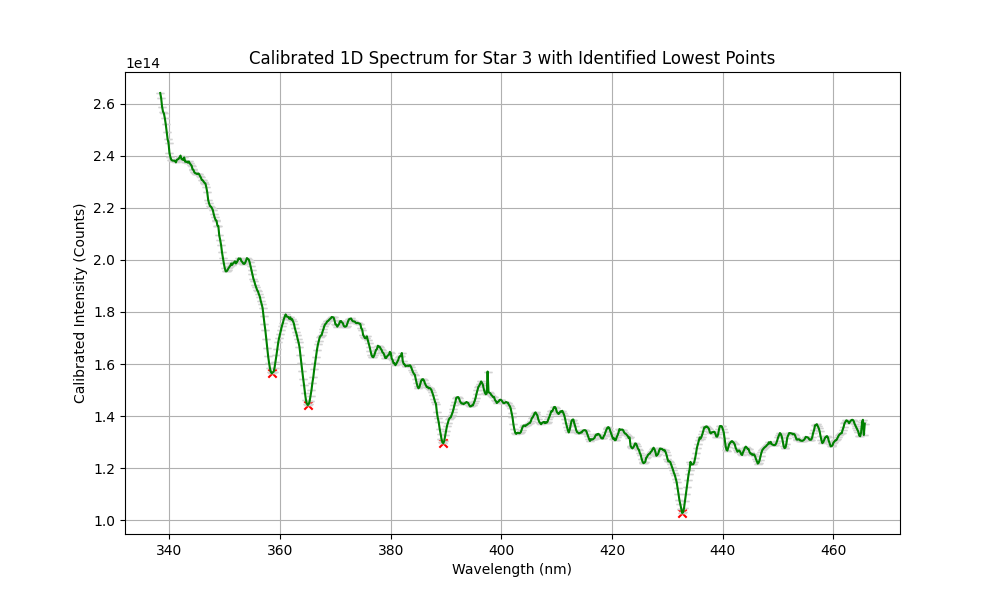 Calibrated 1D Spectrum for Star 3 with Identified Lowest Points
1e14
2.6
2.4
2.2
2.0
1.8
1.6
1.4
1.2
1.0
Calibrated Intensity (Counts)
340 360 380 400 420 440 460
Wavelength (nm)